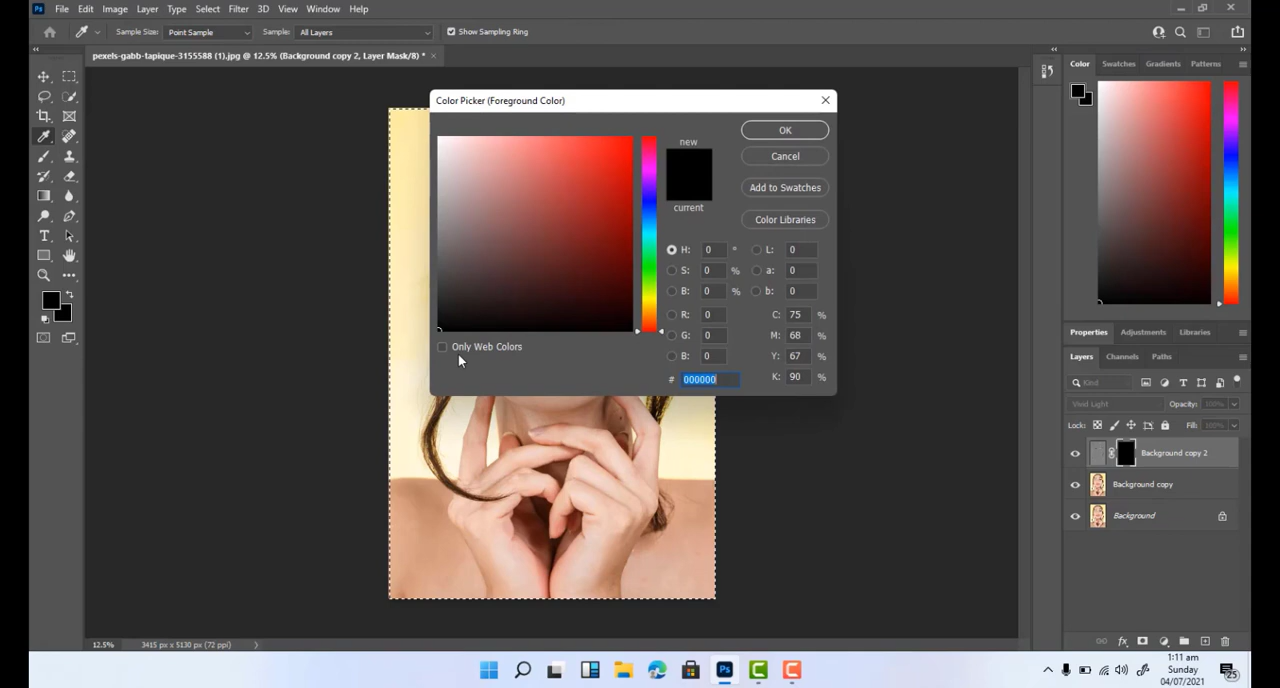 Ps File Edit Image Layer Type Select Filter 3D View Window Help
Sample Size: Point Sample Sample: All Layers Show Sampling Ring
pexels-gabb-tapique-3155588 (1).jpg @ 12.5% (Background copy 2, Layer Mask/8) *
Color Swatches Gradients Patterns
Color Picker (Foreground Color)
new
current
OK
Cancel
Add to Swatches
Color Libraries
H: 0 ° L: 0
S: 0 % a: 0
B: 0 % b: 0
R: 0 C: 75 %
G: 0 M: 68 %
B: 0 Y: 67 %
# 000000 K: 90 %
Only Web Colors
Properties Adjustments Libraries
Layers Channels Paths
Kind
Vivid Light Opacity: 100%
Lock: Fill: 100%
Background copy 2
Background copy
Background
12.5% 3415 px x 5130 px (72 ppi)
Ps
1:11 am
Sunday
04/07/2021
25